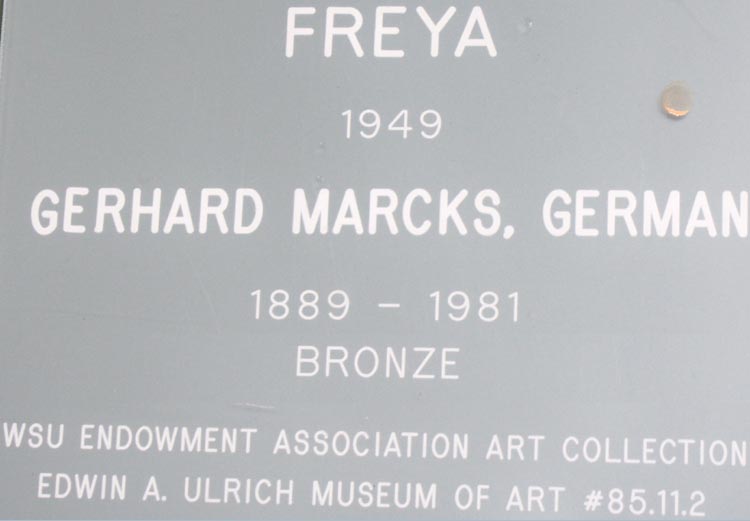 FREYA
1949
GERHARD MARCKS, GERMAN
1889 - 1981
BRONZE
WSU ENDOWMENT ASSOCIATION ART COLLECTION
EDWIN A. ULRICH MUSEUM OF ART #85.11.2